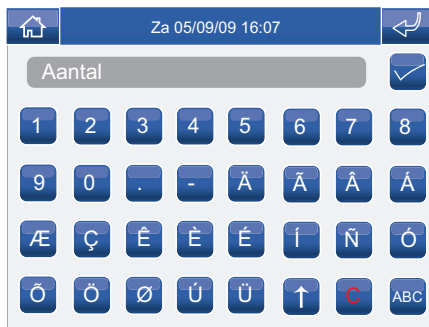 Za 05/09/09 16:07
Aantal
1 2 3 4 5 6 7 8
9 0 . - Ä Ã Â Á
Æ Ç Ê È É Í Ñ Ó
Õ Ö Ø Ú Ü ↑ C ABC